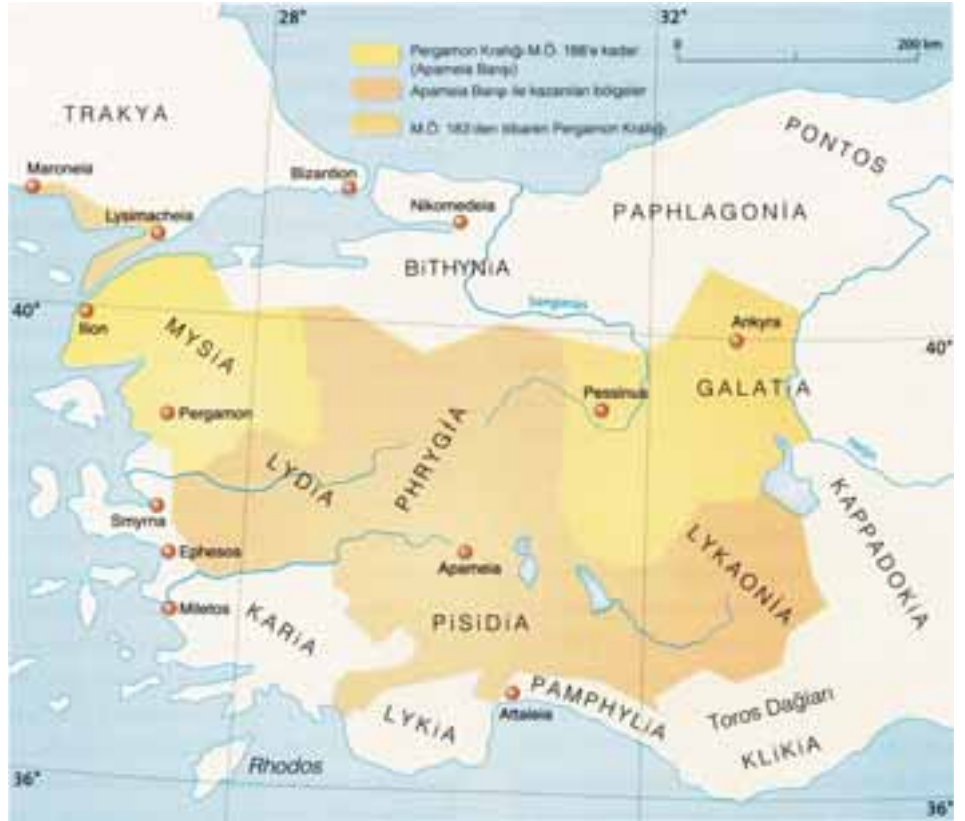 28°
32°
Pergamon Krallığı M.Ö. 188'e kadar
(Apameia Barışı)
Apameia Barışı ile kazanılan bölgeler
M.Ö. 183'den itibaren Pergamon Krallığı
0
200 km
TRAKYA
PONTOS
Maroneia
Bizantion
Lysimacheia
Nikomedeia
PAPHLAGONiA
BiTHYNiA
Sangarios
40°
Ilion
MYSiA
Ankyra
40°
GALATiA
Pessinus
Pergamon
PHRYGiA
LYDiA
KAPPADOKiA
Smyrna
LYKAONiA
Ephesos
Apameia
Miletos
KARiA
PiSiDiA
PAMPHYLiA
Attaleia
LYKiA
Toros Dağları
KLiKiA
Rhodos
36°
36°